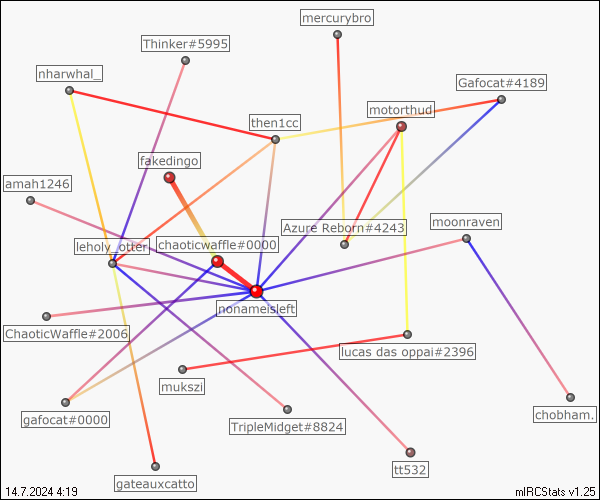 mercurybro
Thinker#5995
nharwhal_
Gafocat#4189
motorthud
then1cc
fakedingo
amah1246
moonraven
Azure Reborn#4243
leholy_otter
chaoticwaffle#0000
nonameisleft
ChaoticWaffle#2006
lucas das oppai#2396
mukszi
gafocat#0000
TripleMidget#8824
chobham.
tt532
gateauxcatto
14.7.2024 4:19
mIRCStats v1.25